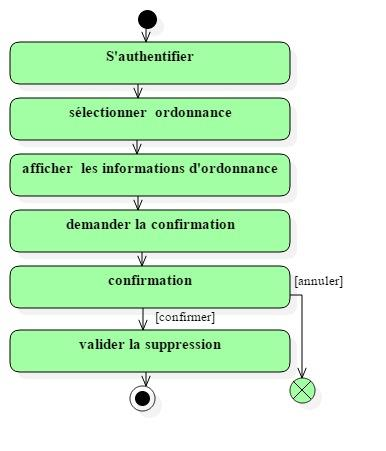 S'authentifier
sélectionner ordonnance
afficher les informations d'ordonnance
demander la confirmation
confirmation
[annuler]
[confirmer]
valider la suppression